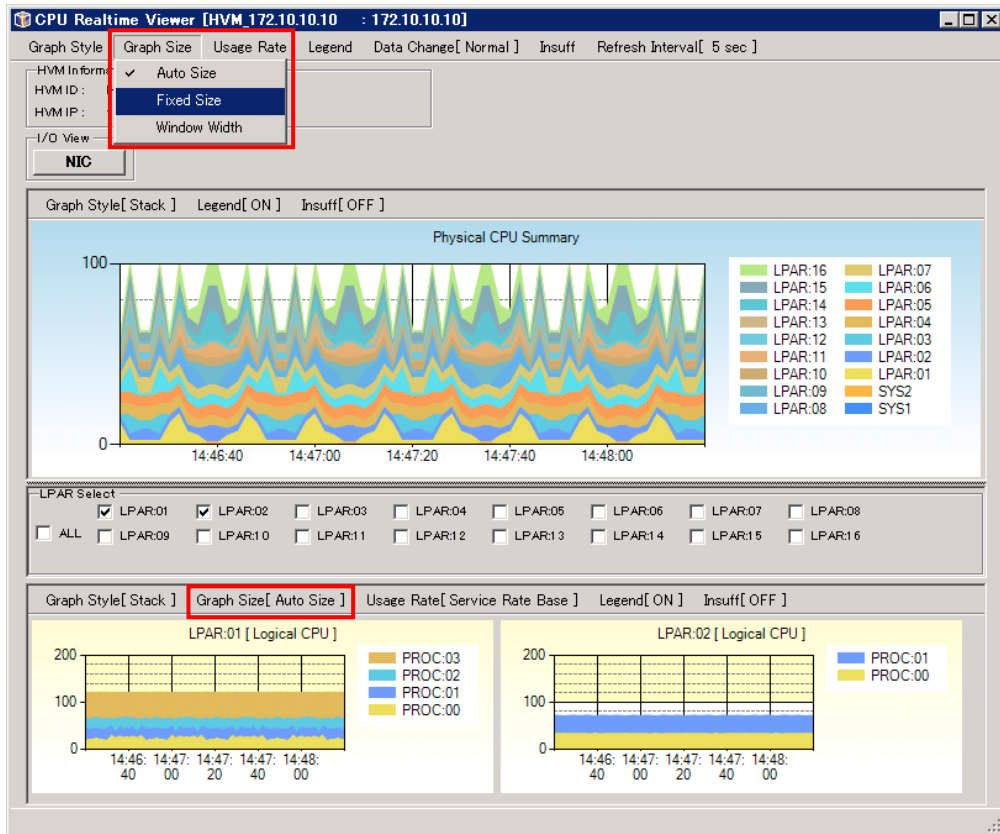 CPU Realtime Viewer [HVM_172.10.10.10 : 172.10.10.10]
Graph Style Graph Size Usage Rate Legend Data Change[ Normal ] Insuff Refresh Interval[ 5 sec ]
HVM Informa
HVM ID :
HVM IP :
Auto Size
Fixed Size
Window Width
I/O View
NIC
Graph Style[ Stack ] Legend[ ON ] Insuff[ OFF ]
Physical CPU Summary
100
0
14:46:40 14:47:00 14:47:20 14:47:40 14:48:00
LPAR:16 LPAR:07
LPAR:15 LPAR:06
LPAR:14 LPAR:05
LPAR:13 LPAR:04
LPAR:12 LPAR:03
LPAR:11 LPAR:02
LPAR:10 LPAR:01
LPAR:09 SYS2
LPAR:08 SYS1
LPAR Select
LPAR:01 LPAR:02 LPAR:03 LPAR:04 LPAR:05 LPAR:06 LPAR:07 LPAR:08
ALL LPAR:09 LPAR:10 LPAR:11 LPAR:12 LPAR:13 LPAR:14 LPAR:15 LPAR:16
Graph Style[ Stack ] Graph Size[ Auto Size ] Usage Rate[ Service Rate Base ] Legend[ ON ] Insuff[ OFF ]
LPAR:01 [ Logical CPU ]
200
100
0
14:46: 14:47: 14:47: 14:47: 14:48:
40 00 20 40 00
PROC:03
PROC:02
PROC:01
PROC:00
LPAR:02 [ Logical CPU ]
200
100
0
14:46: 14:47: 14:47: 14:47: 14:48:
40 00 20 40 00
PROC:01
PROC:00